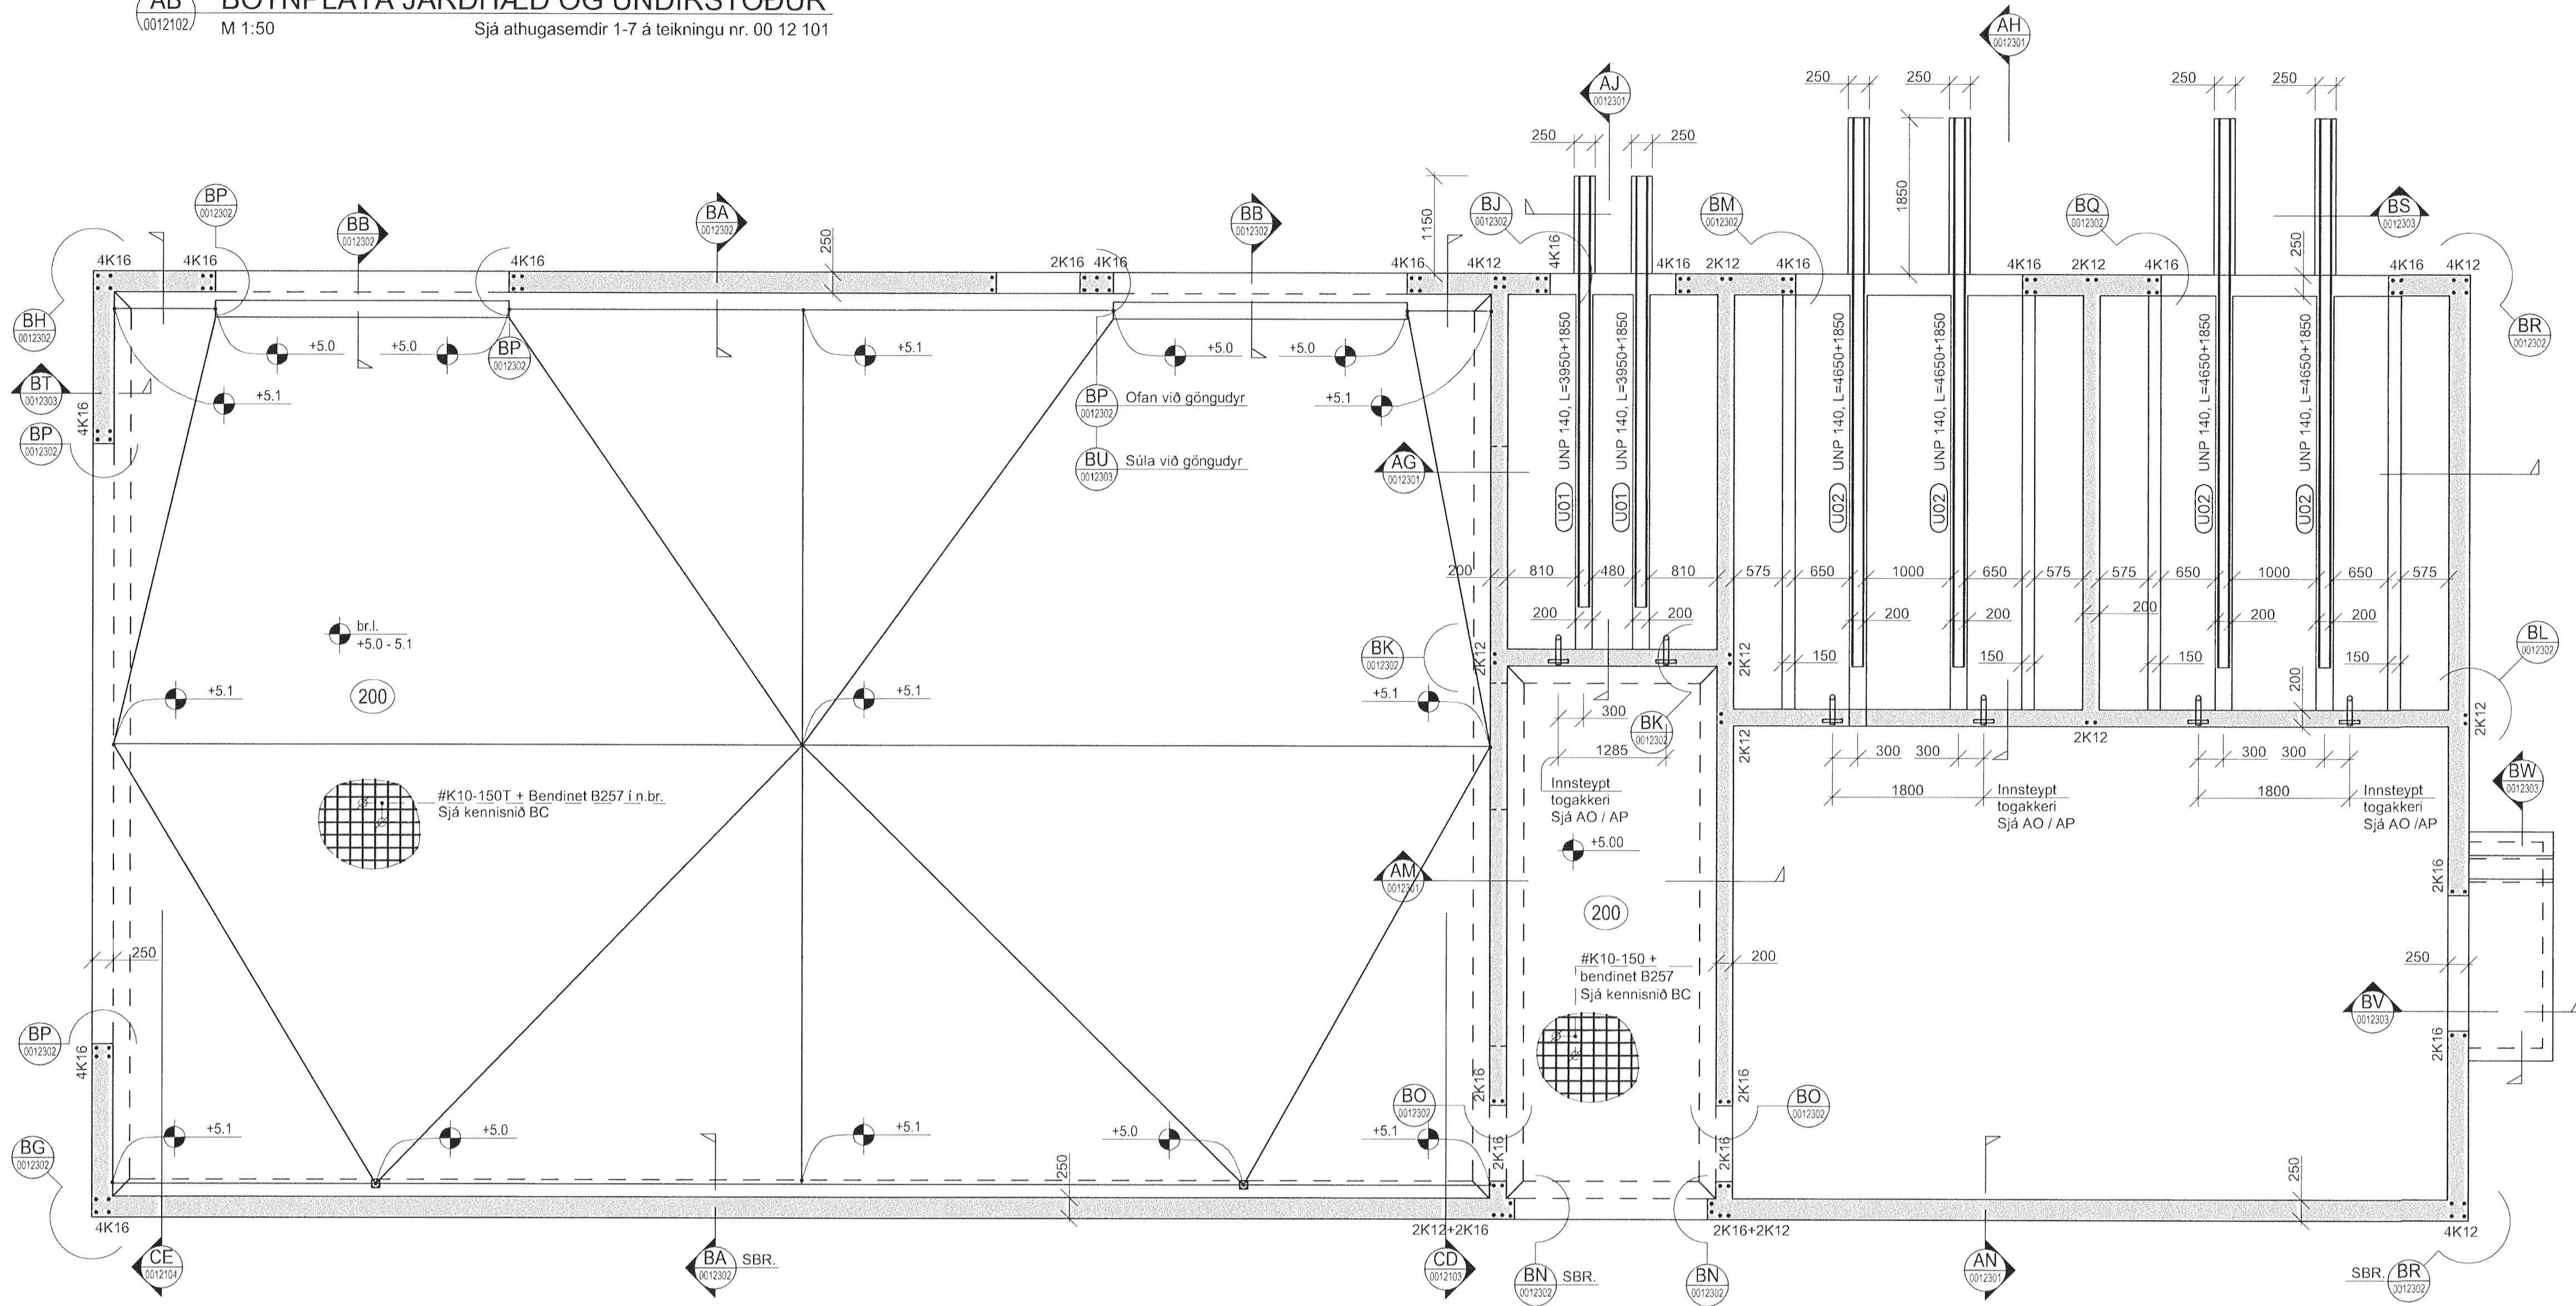 AB
0012102
BOTNPLATA JARÐHÆÐ OG UNDIRSTÖÐUR
M 1:50
Sjá athugasemdir 1-7 á teikningu nr. 00 12 101
AH
0012301
AJ
0012301
250
250
250
250
250
250
1150
1850
BP
0012302
BB
0012302
BA
0012302
BB
0012302
BJ
0012302
BM
0012302
BQ
0012302
BS
0012303
250
250
4K16
4K16
4K16
2K16
4K16
4K16
4K12
4K16
4K16
2K12
4K16
4K16
2K12
4K16
4K16
4K12
BH
0012302
BR
0012302
+5.0
+5.0
BP
0012302
+5.1
+5.0
+5.0
BT
0012303
4K16
+5.1
BP
0012302
Ofan við göngudyr
+5.1
BP
0012302
BU
0012303
Súla við göngudyr
AG
0012301
UNP 140, L=3950+1850
UNP 140, L=3950+1850
UNP 140, L=4650+1850
UNP 140, L=4650+1850
UNP 140, L=4650+1850
UNP 140, L=4650+1850
U01
U01
U02
U02
U02
U02
200
810
480
810
575
650
1000
650
575
575
650
1000
650
575
200
200
200
200
200
200
200
br.l.
+5.0 - 5.1
BK
0012302
2K12
2K12
150
150
150
150
BL
0012302
200
200
+5.1
+5.1
+5.1
300
BK
0012302
1285
2K12
2K12
2K12
300
300
300
300
1800
1800
Innsteypt
togakkeri
Sjá AO / AP
Innsteypt
togakkeri
Sjá AO / AP
Innsteypt
togakkeri
Sjá AO /AP
BW
0012303
#K10-150T + Bendinet B257 í n.br.
Sjá kennisnið BC
+5.00
AM
0012301
200
2K16
250
#K10-150 +
bendinet B257
Sjá kennisnið BC
200
250
BV
0012303
BP
0012302
4K16
2K16
2K16
2K16
BO
0012302
BO
0012302
+5.1
+5.0
+5.1
+5.0
+5.1
2K16
2K16
BG
0012302
250
250
4K16
2K12+2K16
2K16+2K12
4K12
CE
0012104
BA
0012302
SBR.
CD
0012103
BN
0012302
SBR.
BN
0012302
AN
0012301
SBR.
BR
0012302